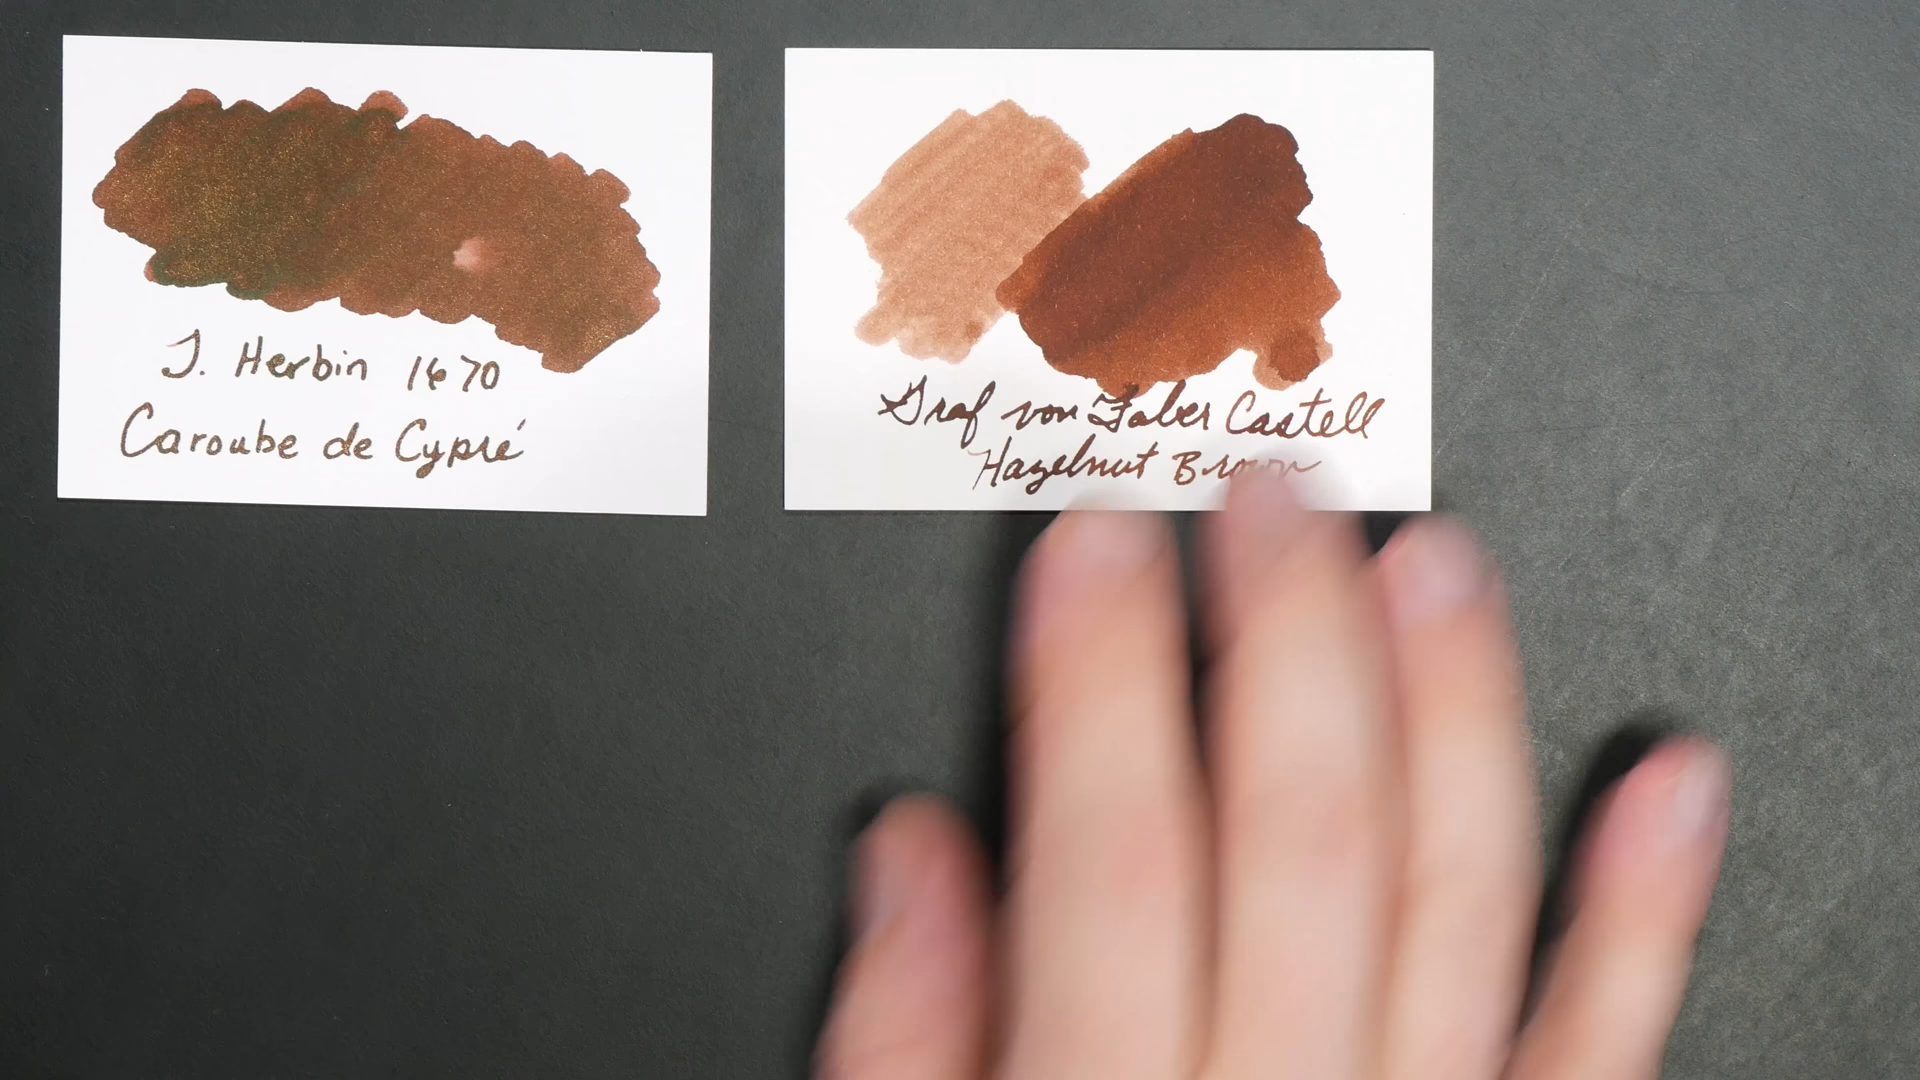 J. Herbin 1670
Caroube de Cypré
Graf von Faber Castell
Hazelnut Brown